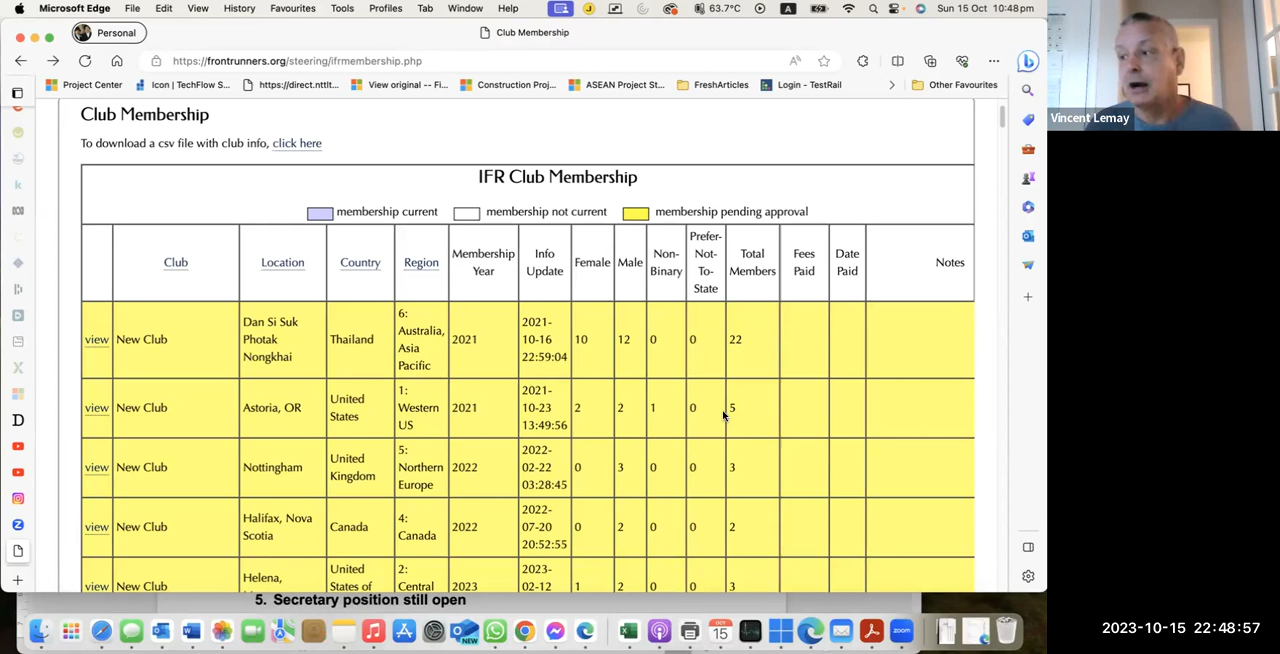 Microsoft Edge File Edit View History Favourites Tools Profiles Tab Window Help 63.7°C A Sun 15 Oct 10:48 pm
Personal
Club Membership
https://frontrunners.org/steering/ifrmembership.php
Project Center
Icon | TechFlow S...
https://direct.nttlt...
View original -- Fi...
Construction Proj...
ASEAN Project St...
FreshArticles
Login - TestRail
Other Favourites
Club Membership
To download a csv file with club info, click here
IFR Club Membership
membership current
membership not current
membership pending approval
Club
Location
Country
Region
Membership
Year
Info
Update
Female
Male
Non-
Binary
Prefer-
Not-
To-
State
Total
Members
Fees
Paid
Date
Paid
Notes
view
New Club
Dan Si Suk
Photak
Nongkhai
Thailand
6:
Australia,
Asia
Pacific
2021
2021-
10-16
22:59:04
10
12
0
0
22
view
New Club
Astoria, OR
United
States
1:
Western
US
2021
2021-
10-23
13:49:56
2
2
1
0
5
view
New Club
Nottingham
United
Kingdom
5:
Northern
Europe
2022
2022-
02-22
03:28:45
0
3
0
0
3
view
New Club
Halifax, Nova
Scotia
Canada
4:
Canada
2022
2022-
07-20
20:52:55
0
2
0
0
2
view
New Club
Helena,
United
States of
2:
Central
2023
2023-
02-12
1
2
0
0
3
5. Secretary position still open
Vincent Lemay
NEW
OCT
15
zoom
2023-10-15 22:48:57